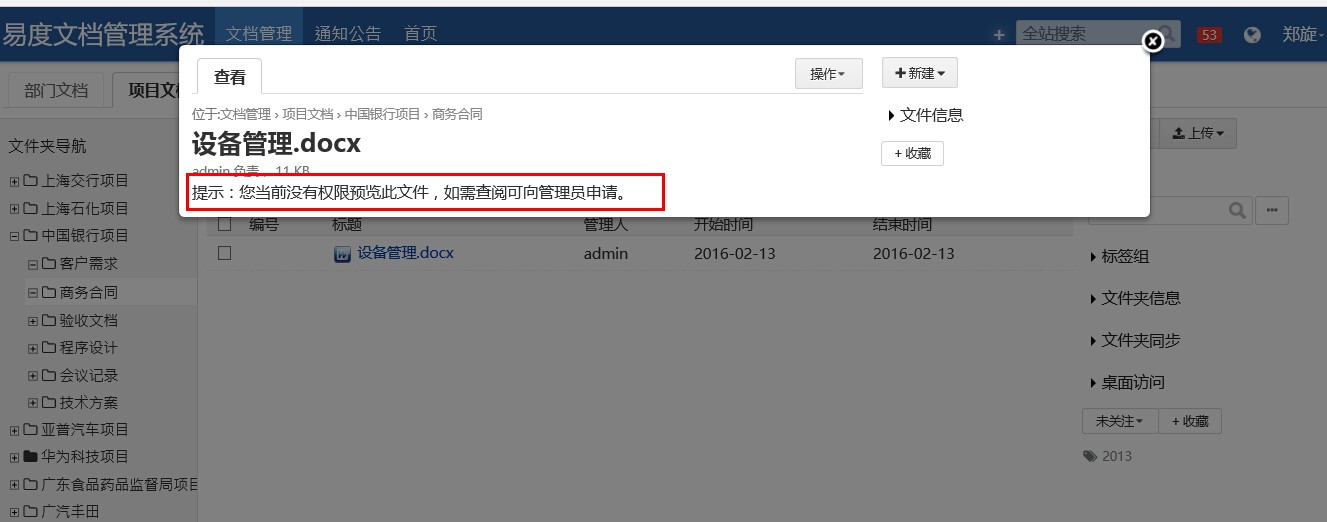 易度文档管理系统 文档管理 通知公告 首页 + 全站搜索 53 郑旋
部门文档 项目文
查看 操作 +新建
位于:文档管理 › 项目文档 › 中国银行项目 › 商务合同
设备管理.docx
admin 负责， 11 KB
提示：您当前没有权限预览此文件，如需查阅可向管理员申请。
文件信息
+ 收藏
上传
文件夹导航
上海交行项目
上海石化项目
中国银行项目
客户需求
商务合同
验收文档
程序设计
会议记录
技术方案
亚普汽车项目
华为科技项目
广东食品药品监督局项目
广汽丰田
编号 标题 管理人 开始时间 结束时间
设备管理.docx admin 2016-02-13 2016-02-13
标签组
文件夹信息
文件夹同步
桌面访问
未关注 + 收藏
2013